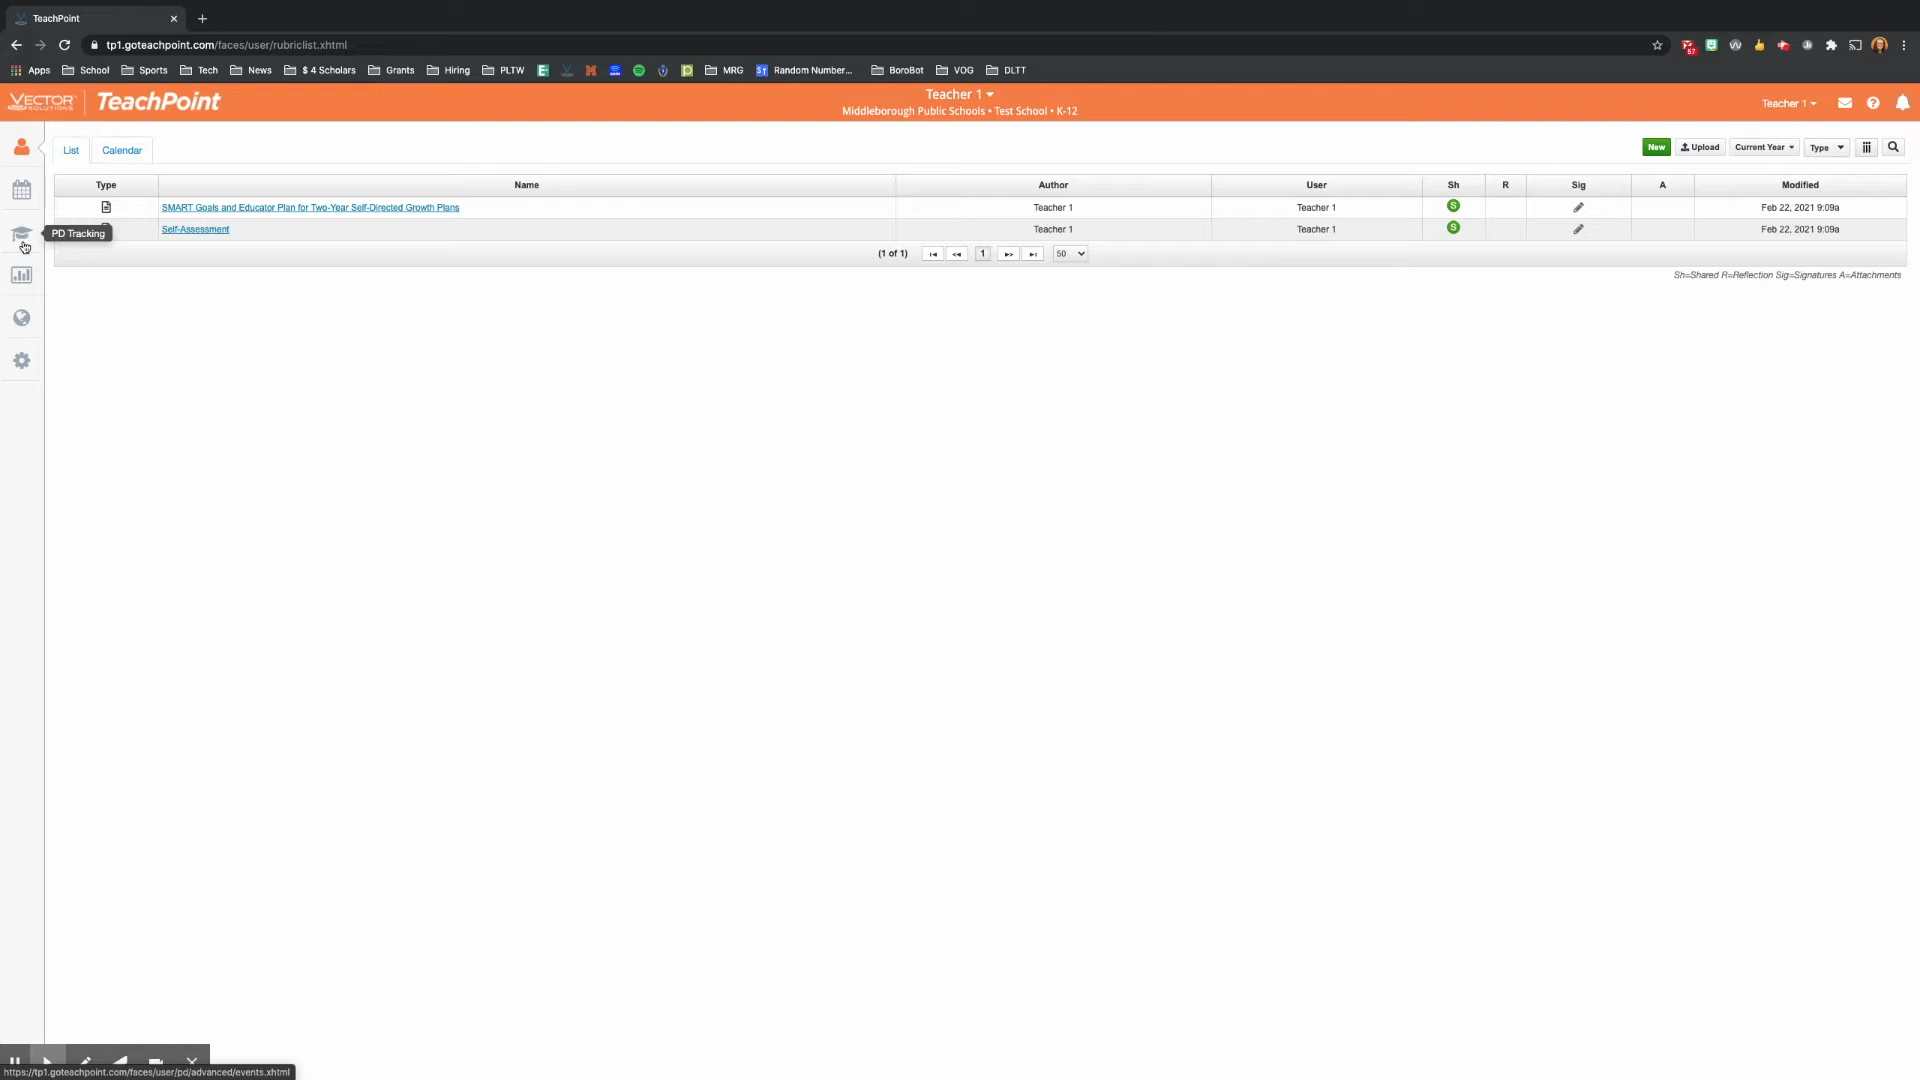 TeachPoint
tp1.goteachpoint.com/faces/user/rubriclist.xhtml
57
Apps School Sports Tech News $ 4 Scholars Grants Hiring PLTW MRG ST Random Number... BoroBot VOG DLTT
VECTOR SOLUTIONS TeachPoint
Teacher 1
Middleborough Public Schools • Test School • K-12
Teacher 1
List Calendar
New Upload Current Year Type
Type Name Author User Sh R Sig A Modified
SMART Goals and Educator Plan for Two-Year Self-Directed Growth Plans Teacher 1 Teacher 1 S Feb 22, 2021 9:09a
PD Tracking
Self-Assessment Teacher 1 Teacher 1 S Feb 22, 2021 9:09a
(1 of 1) 1 50
Sh=Shared R=Reflection Sig=Signatures A=Attachments
https://tp1.goteachpoint.com/faces/user/pd/advanced/events.xhtml